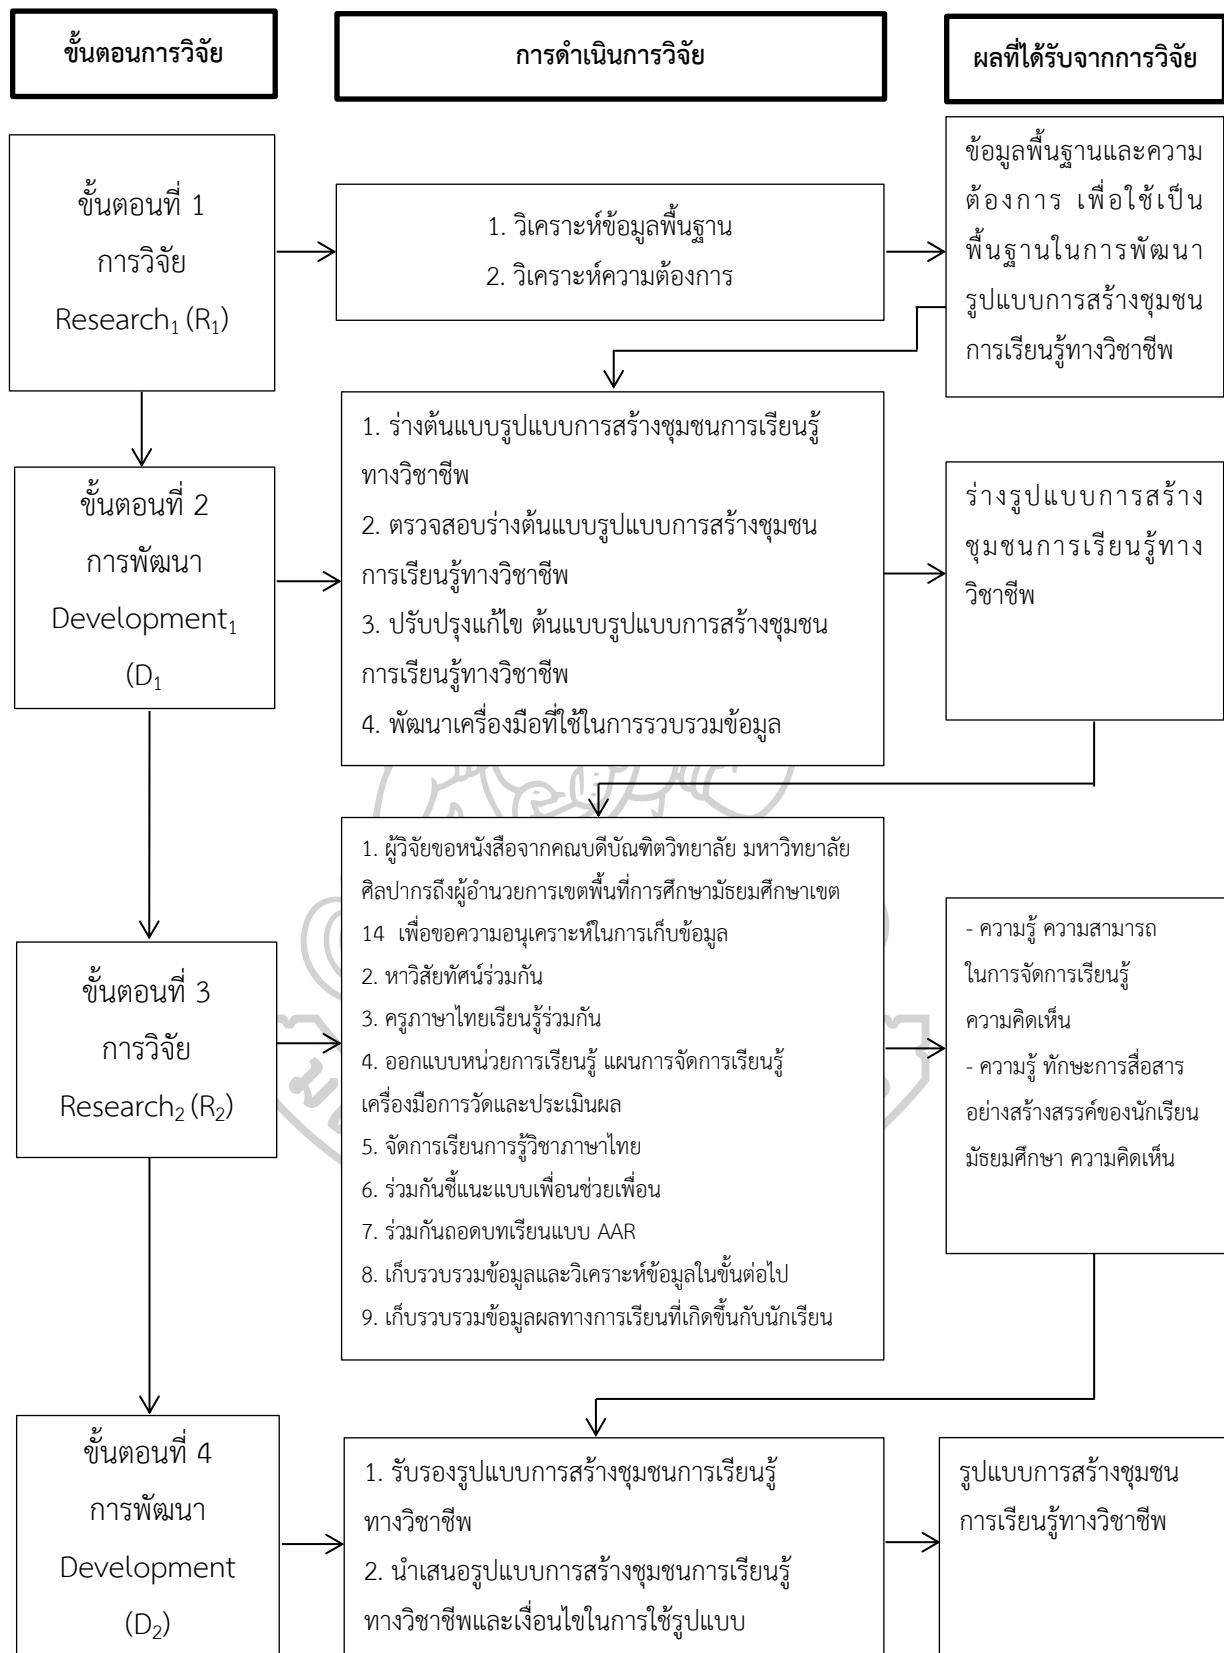 ขั้นตอนการวิจัย
การดำเนินการวิจัย
ผลที่ได้รับจากการวิจัย
ขั้นตอนที่ 1
การวิจัย
Research₁ (R₁)
1. วิเคราะห์ข้อมูลพื้นฐาน
2. วิเคราะห์ความต้องการ
ข้อมูลพื้นฐานและความ
ต้องการ เพื่อใช้เป็น
พื้นฐานในการพัฒนา
รูปแบบการสร้างชุมชน
การเรียนรู้ทางวิชาชีพ
ขั้นตอนที่ 2
การพัฒนา
Development₁
(D₁
1. ร่างต้นแบบรูปแบบการสร้างชุมชนการเรียนรู้
ทางวิชาชีพ
2. ตรวจสอบร่างต้นแบบรูปแบบการสร้างชุมชน
การเรียนรู้ทางวิชาชีพ
3. ปรับปรุงแก้ไข ต้นแบบรูปแบบการสร้างชุมชน
การเรียนรู้ทางวิชาชีพ
4. พัฒนาเครื่องมือที่ใช้ในการรวบรวมข้อมูล
ร่างรูปแบบการสร้าง
ชุมชนการเรียนรู้ทาง
วิชาชีพ
ขั้นตอนที่ 3
การวิจัย
Research₂ (R₂)
1. ผู้วิจัยขอหนังสือจากคณบดีบัณฑิตวิทยาลัย มหาวิทยาลัย
ศิลปากรถึงผู้อำนวยการเขตพื้นที่การศึกษามัธยมศึกษาเขต
14 เพื่อขอความอนุเคราะห์ในการเก็บข้อมูล
2. หาวิสัยทัศน์ร่วมกัน
3. ครูภาษาไทยเรียนรู้ร่วมกัน
4. ออกแบบหน่วยการเรียนรู้ แผนการจัดการเรียนรู้
เครื่องมือการวัดและประเมินผล
5. จัดการเรียนการรู้วิชาภาษาไทย
6. ร่วมกันชี้แนะแบบเพื่อนช่วยเพื่อน
7. ร่วมกันถอดบทเรียนแบบ AAR
8. เก็บรวบรวมข้อมูลและวิเคราะห์ข้อมูลในขั้นต่อไป
9. เก็บรวบรวมข้อมูลผลทางการเรียนที่เกิดขึ้นกับนักเรียน
- ความรู้ ความสามารถ
ในการจัดการเรียนรู้
ความคิดเห็น
- ความรู้ ทักษะการสื่อสาร
อย่างสร้างสรรค์ของนักเรียน
มัธยมศึกษา ความคิดเห็น
ขั้นตอนที่ 4
การพัฒนา
Development
(D₂)
1. รับรองรูปแบบการสร้างชุมชนการเรียนรู้
ทางวิชาชีพ
2. นำเสนอรูปแบบการสร้างชุมชนการเรียนรู้
ทางวิชาชีพและเงื่อนไขในการใช้รูปแบบ
รูปแบบการสร้างชุมชน
การเรียนรู้ทางวิชาชีพ